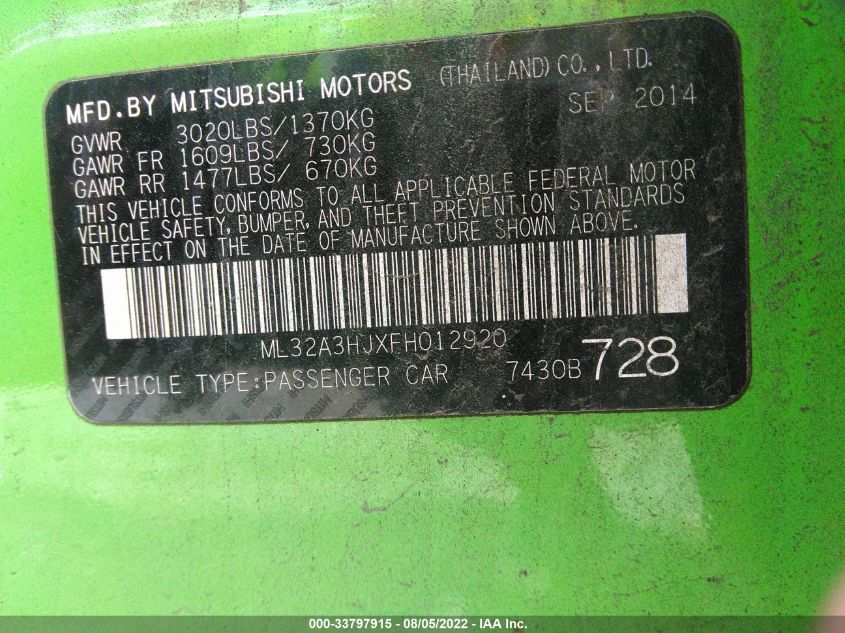 MFD.BY MITSUBISHI MOTORS (THAILAND) CO., LTD.
SEP 2014
GVWR 3020LBS/1370KG
GAWR FR 1609LBS/ 730KG
GAWR RR 1477LBS/ 670KG
THIS VEHICLE CONFORMS TO ALL APPLICABLE FEDERAL MOTOR
VEHICLE SAFETY, BUMPER, AND THEFT PREVENTION STANDARDS
IN EFFECT ON THE DATE OF MANUFACTURE SHOWN ABOVE.
ML32A3HJXFH012920
VEHICLE TYPE:PASSENGER CAR 7430B 728
000-33797915 - 08/05/2022 - IAA Inc.